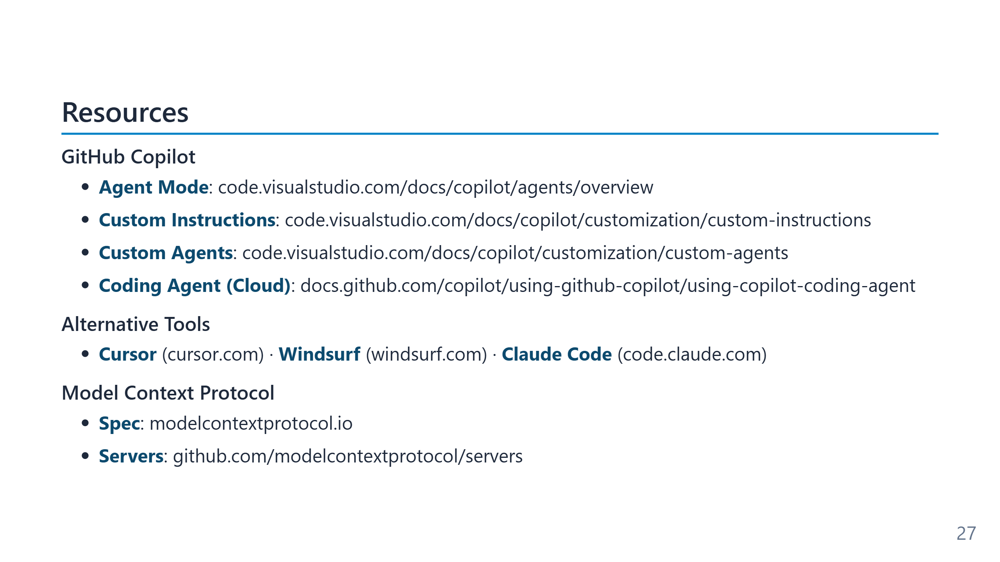 Resources
GitHub Copilot
• Agent Mode: code.visualstudio.com/docs/copilot/agents/overview
• Custom Instructions: code.visualstudio.com/docs/copilot/customization/custom-instructions
• Custom Agents: code.visualstudio.com/docs/copilot/customization/custom-agents
• Coding Agent (Cloud): docs.github.com/copilot/using-github-copilot/using-copilot-coding-agent
Alternative Tools
• Cursor (cursor.com) · Windsurf (windsurf.com) · Claude Code (code.claude.com)
Model Context Protocol
• Spec: modelcontextprotocol.io
• Servers: github.com/modelcontextprotocol/servers
27